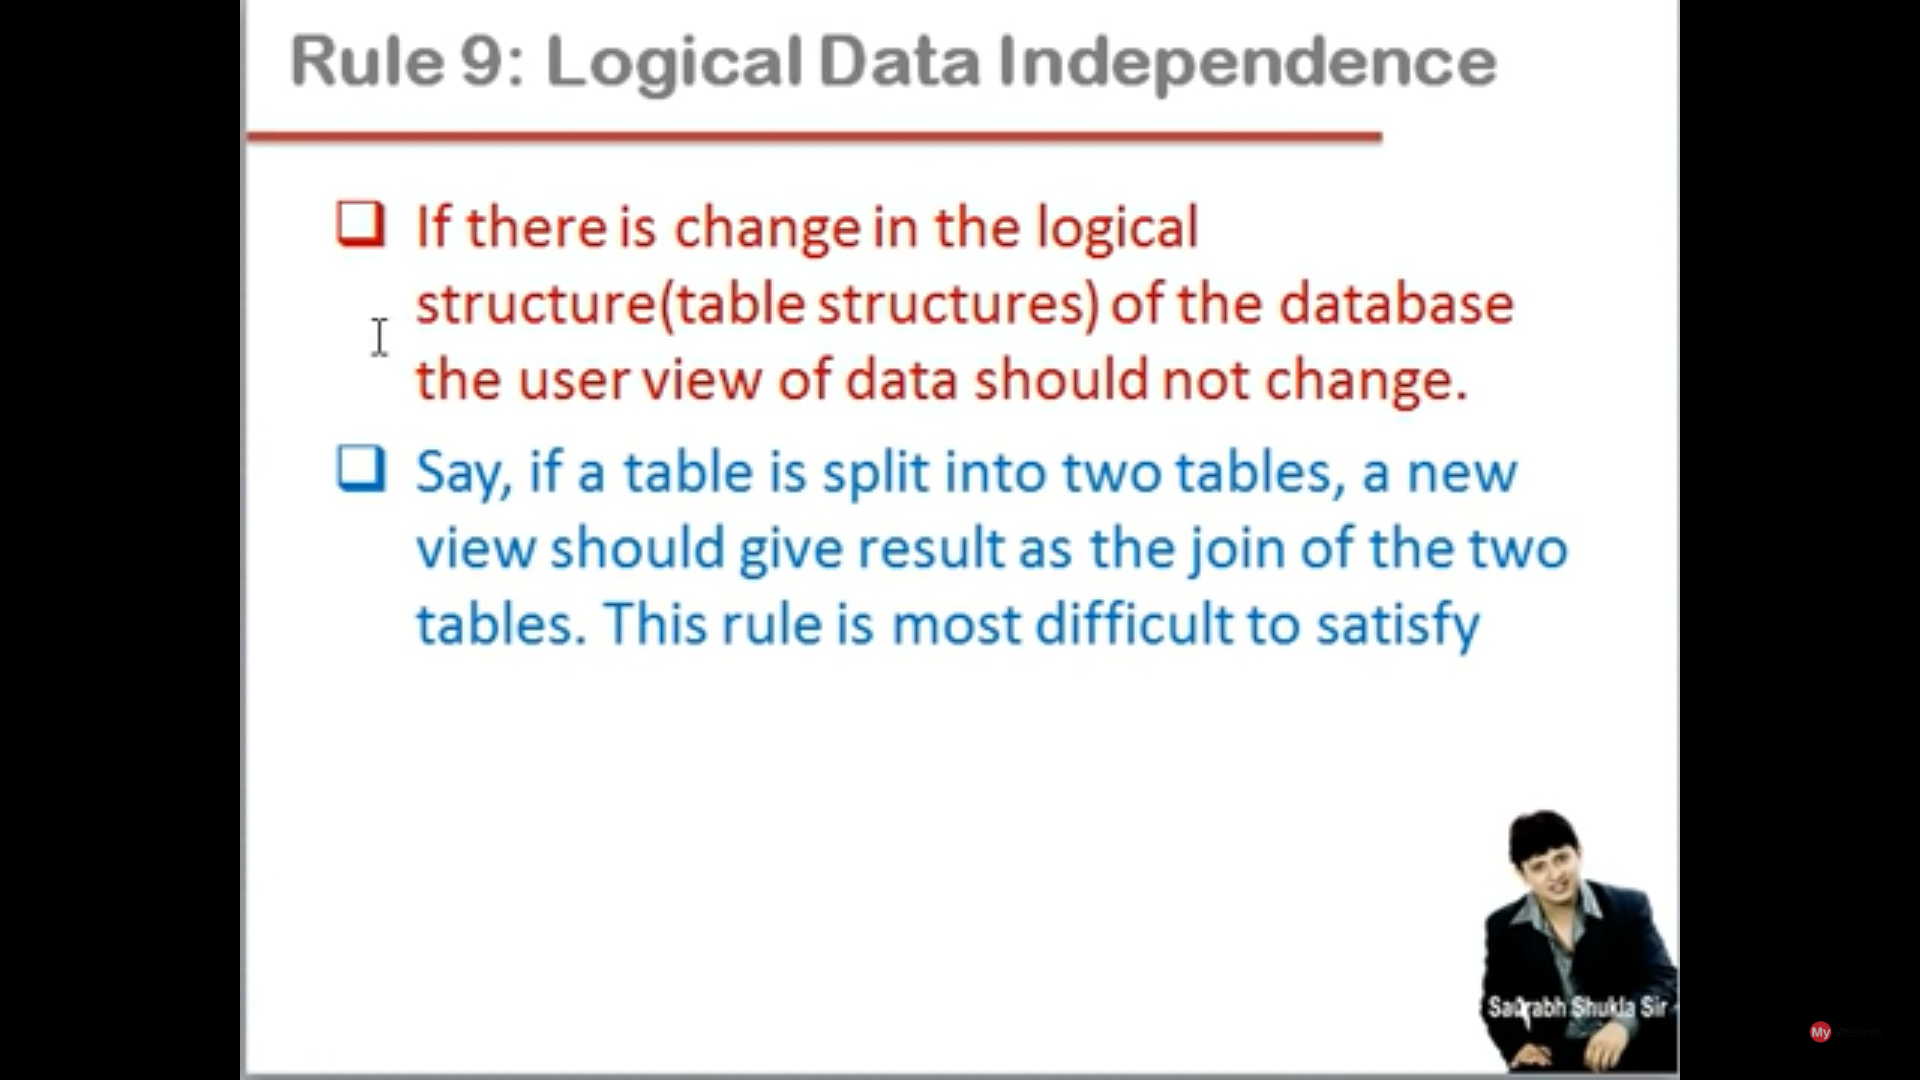 Rule 9: Logical Data Independence
If there is change in the logical
structure(table structures) of the database
the user view of data should not change.
Say, if a table is split into two tables, a new
view should give result as the join of the two
tables. This rule is most difficult to satisfy
Saurabh Shukla Sir
My